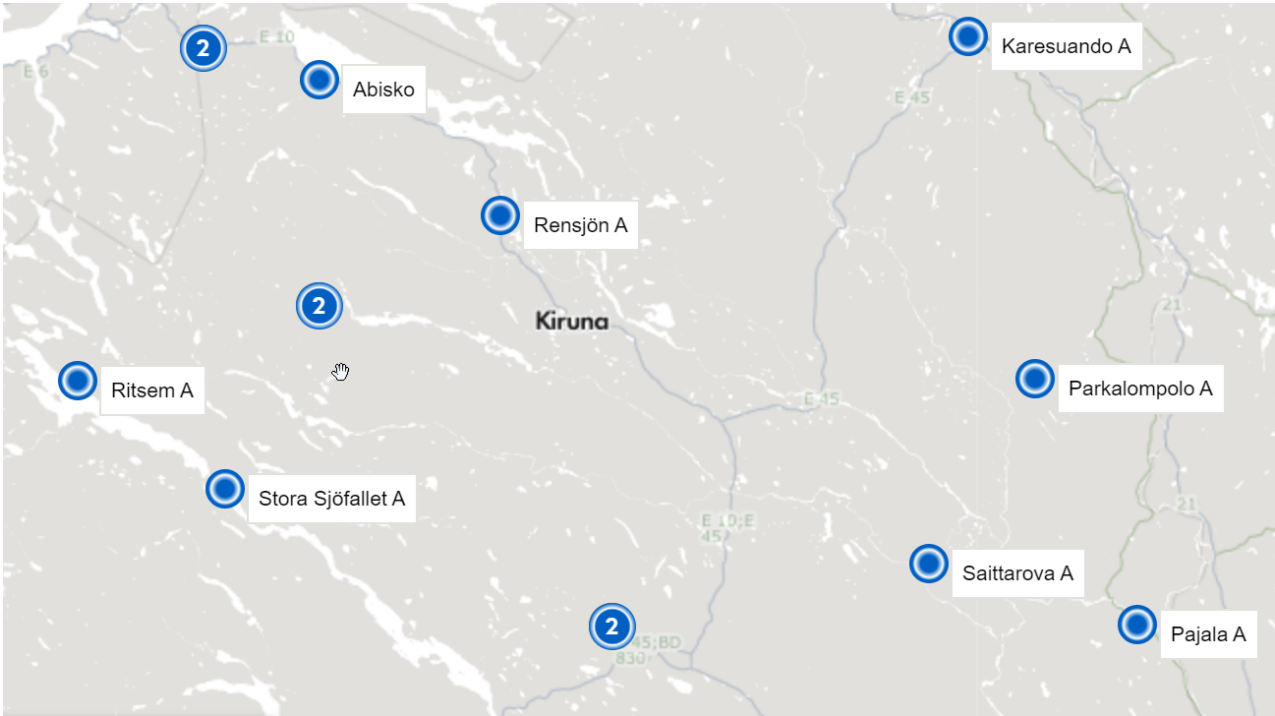 2
E 10
Karesuando A
E 6
Abisko
E 45
Rensjön A
2
21
Kiruna
Ritsem A
Parkalompolo A
E 45
Stora Sjöfallet A
21
E 10;E
45
Saittarova A
2
45;BD
830
Pajala A